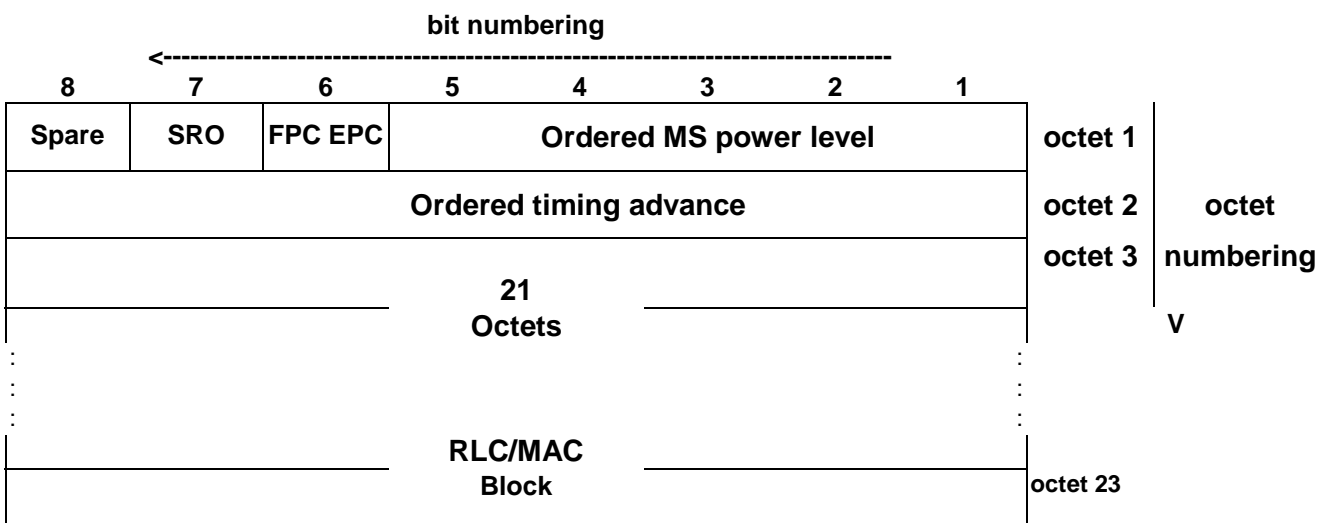 bit numbering
<--------------------------------------------------------------------------------
8 7 6 5 4 3 2 1
Spare SRO FPC EPC Ordered MS power level octet 1
Ordered timing advance octet 2 octet
octet 3 numbering
21
Octets V
: :
: :
: :
RLC/MAC
Block octet 23